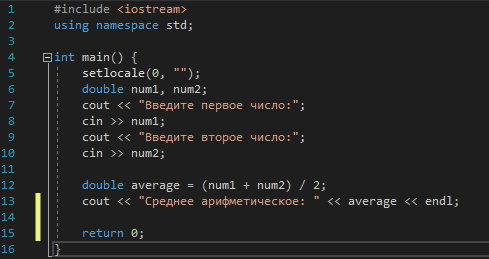 1 #include <iostream>
2 using namespace std;
3
4 int main() {
5 setlocale(0, "");
6 double num1, num2;
7 cout << "Введите первое число:";
8 cin >> num1;
9 cout << "Введите второе число:";
10 cin >> num2;
11
12 double average = (num1 + num2) / 2;
13 cout << "Среднее арифметическое: " << average << endl;
14
15 return 0;
16 }